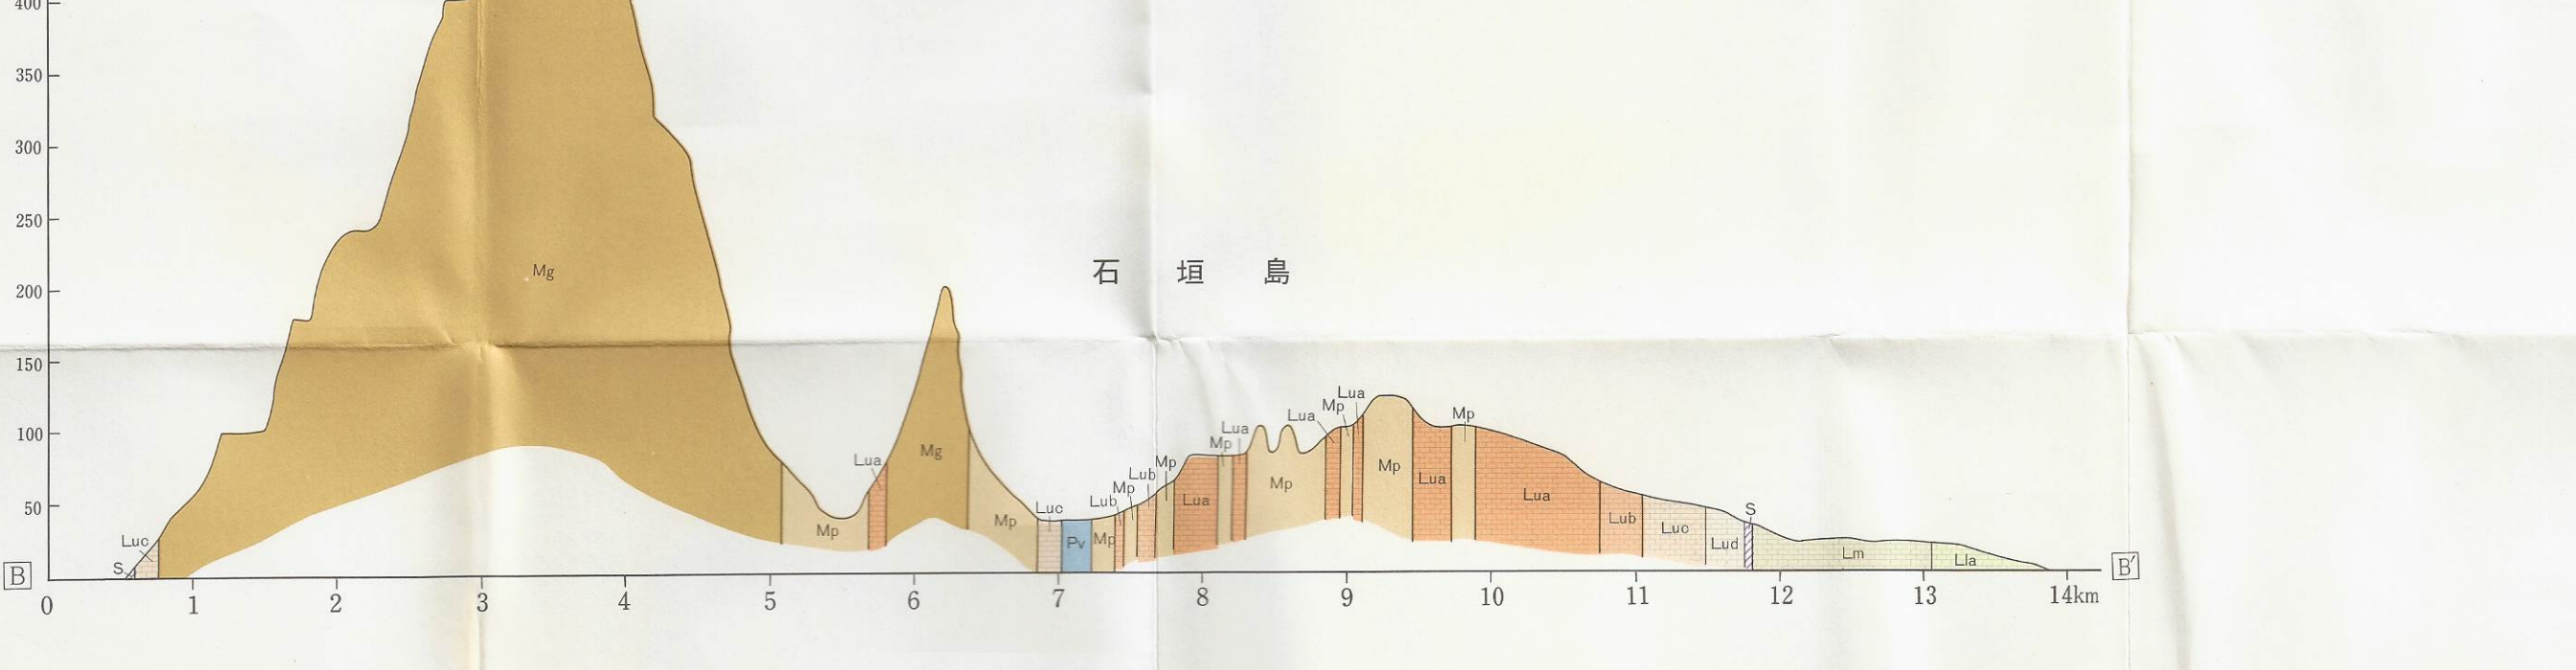 400
350
300
250
200
150
100
50
Mg
石 垣 島
Mg
Lua
Mp
Luc
S
Mp
Luc
Pv
Mp
Lub
Mp
Lub
Mp
Lua
Mp
Lua
Mp
Lua
Mp
Lua
Mp
Lua
Mp
Lua
Lub
Luc
Lud
S
Lm
Lla
B
B′
0 1 2 3 4 5 6 7 8 9 10 11 12 13 14km